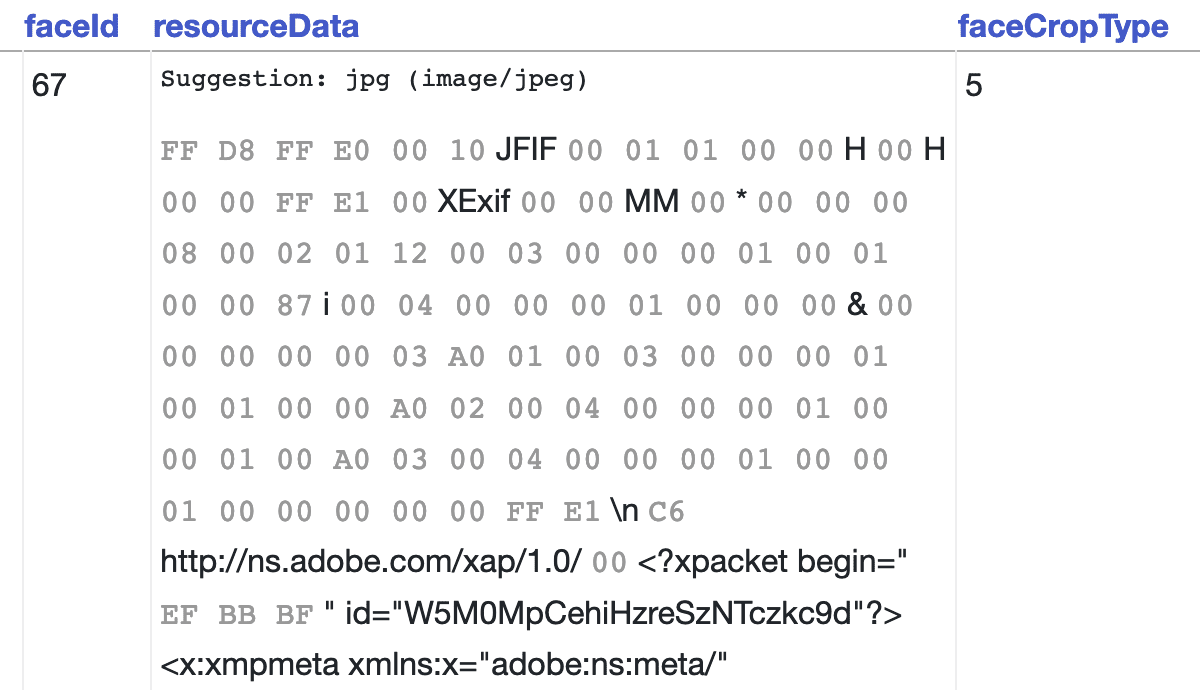 faceId resourceData faceCropType
67 Suggestion: jpg (image/jpeg) 5
FF D8 FF E0 00 10 JFIF 00 01 01 00 00 H 00 H
00 00 FF E1 00 XExif 00 00 MM 00 * 00 00 00
08 00 02 01 12 00 03 00 00 00 01 00 01
00 00 87 i 00 04 00 00 00 01 00 00 00 & 00
00 00 00 00 03 A0 01 00 03 00 00 00 01
00 01 00 00 A0 02 00 04 00 00 00 01 00
00 01 00 A0 03 00 04 00 00 00 01 00 00
01 00 00 00 00 00 FF E1 \n C6
http://ns.adobe.com/xap/1.0/ 00 <?xpacket begin="
EF BB BF " id="W5M0MpCehiHzreSzNTczkc9d"?>
<x:xmpmeta xmlns:x="adobe:ns:meta/"